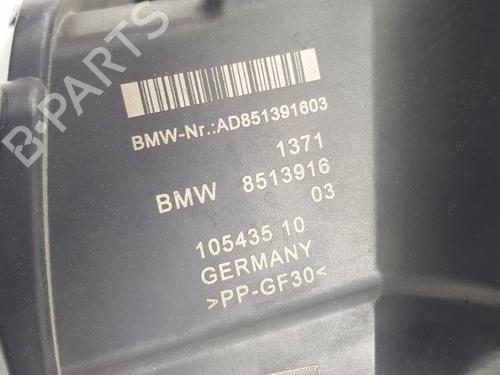 BMW-Nr.:AD851391603
1371
BMW 8513916
03
105435 10
GERMANY
>PP-GF30<
B-PARTS